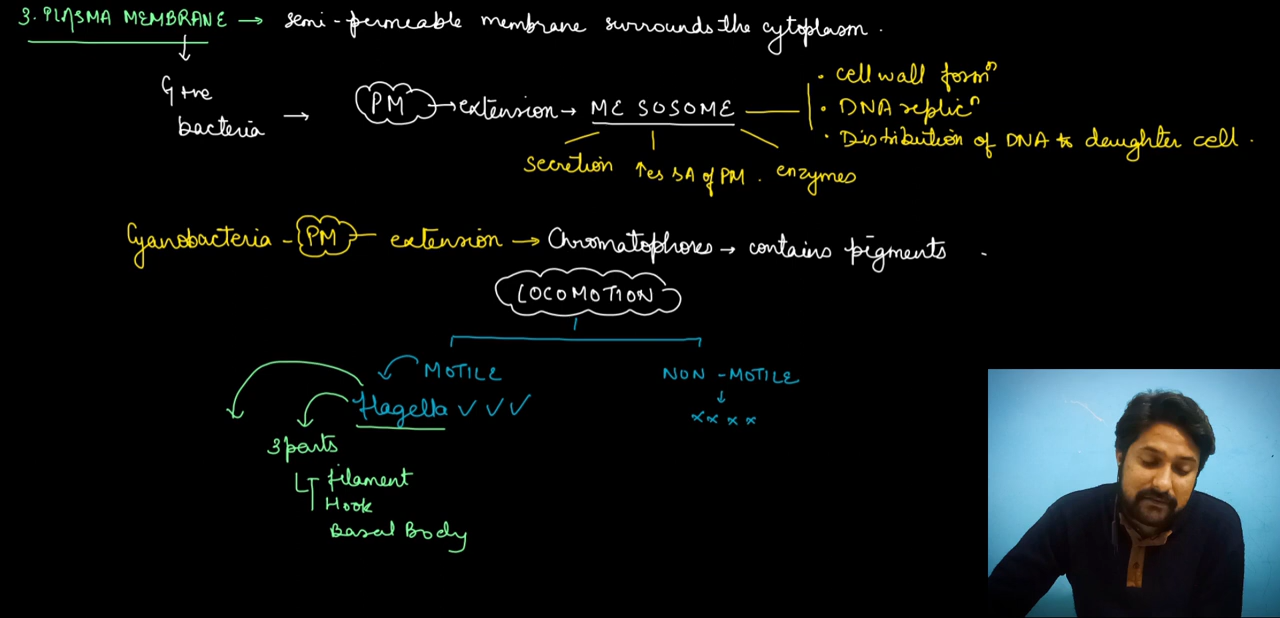 3. PLASMA MEMBRANE → semi-permeable membrane surrounds the cytoplasm.
G +ve
bacteria → PM → extension → MESOSOME
• cell wall formⁿ
• DNA replicⁿ
• Distribution of DNA to daughter cell.
secretion ↑es SA of PM. enzymes
Cyanobacteria - PM - extension → Chromatophores → contains pigments.
LOCOMOTION
MOTILE NON-MOTILE
flagella ✓ ✓ ✓ × × × ×
3 parts
filament
Hook
Basal Body